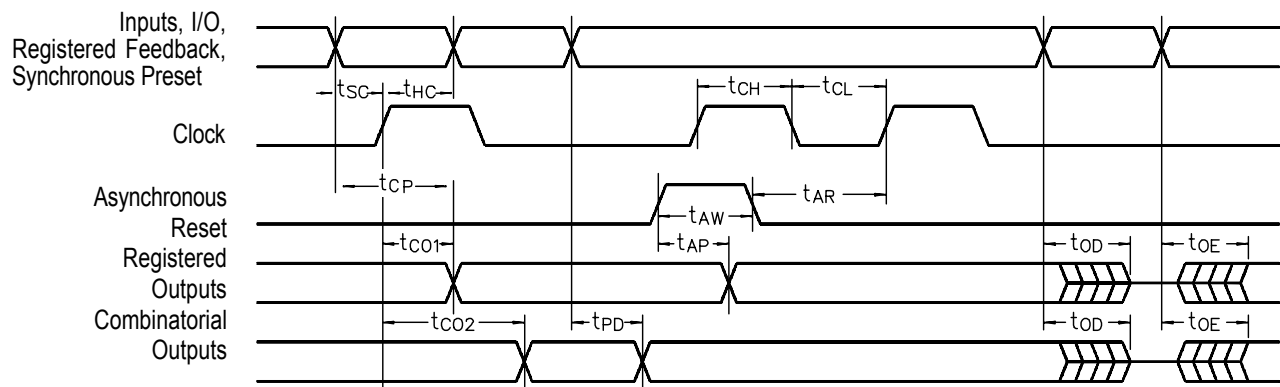 Inputs, I/O,
Registered Feedback,
Synchronous Preset
tSC
tHC
tCH
tCL
Clock
tCP
Asynchronous
Reset
tAR
tAW
tCO1
tAP
tOD
tOE
Registered
Outputs
Combinatorial
Outputs
tCO2
tPD
tOD
tOE